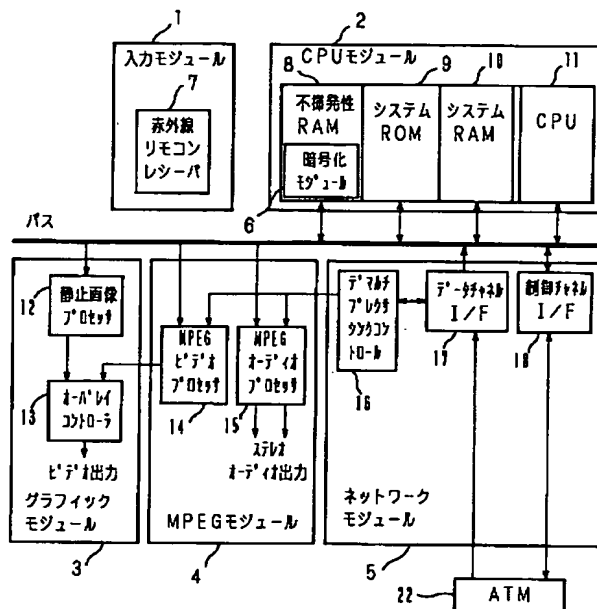 1
入力モジュール
7
赤外線
リモコン
レシーバ
2
CPUモジュール
8
不揮発性
RAM
暗号化
モデュール
6
9
システム
ROM
10
システム
RAM
11
CPU
バス
12
静止画像
プロセッサ
13
オーバレイ
コントローラ
ビデオ出力
グラフィック
モジュール
3
MPEG
ビデオ
プロセッサ
14
MPEG
オーディオ
プロセッサ
15
ステレオ
オーディオ出力
MPEGモジュール
4
デマルチ
プレクサ
タンクコン
トロール
16
データチャネル
I/F
17
制御チャネル
I/F
18
ネットワーク
モジュール
5
22
ATM